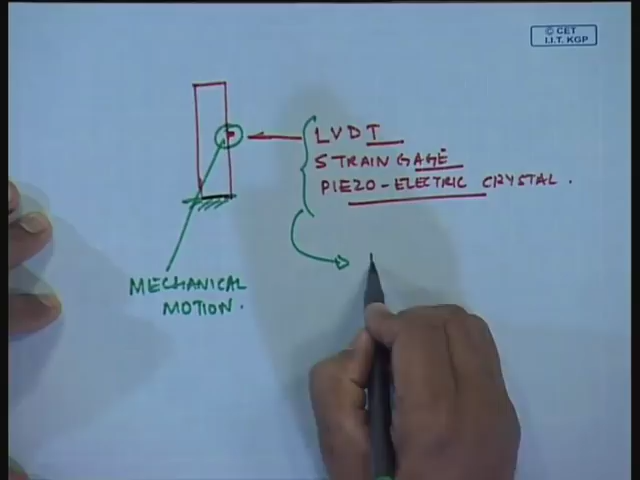 © CET
I.I.T. KGP
LVDT
STRAIN GAGE
PIEZO-ELECTRIC CRYSTAL.
MECHANICAL
MOTION.